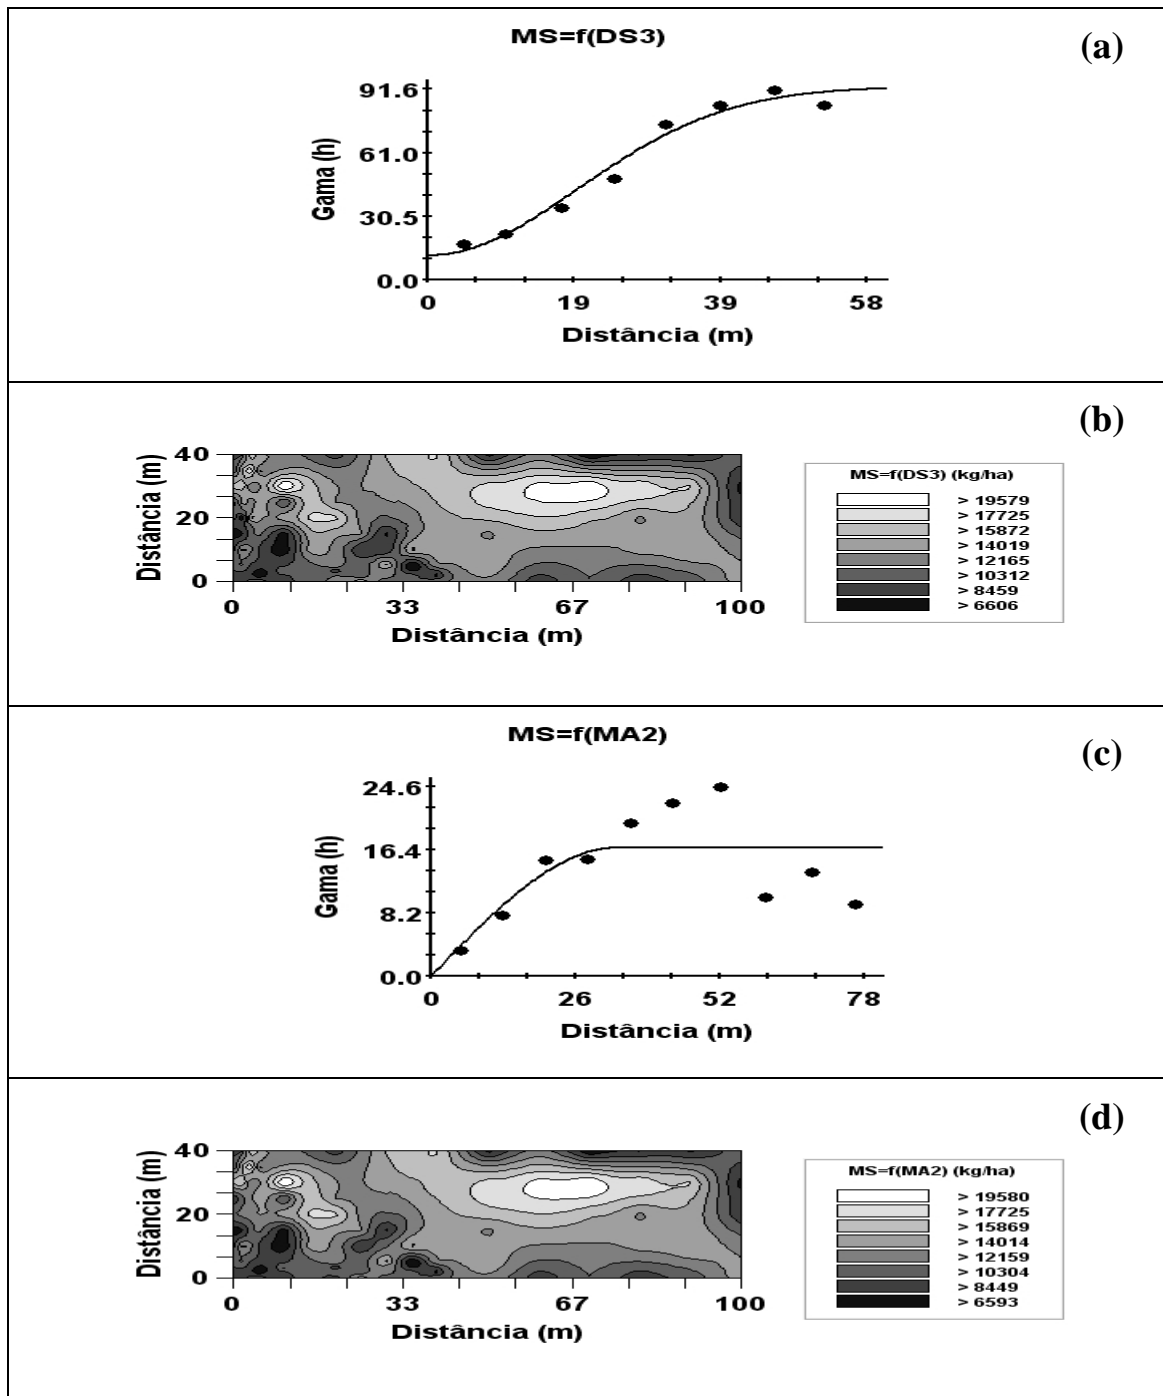 MS=f(DS3)
(a)
91.6
61.0
30.5
0.0
Gama (h)
0 19 39 58
Distância (m)
(b)
40
20
0
Distância (m)
0 33 67 100
Distância (m)
MS=f(DS3) (kg/ha)
> 19579
> 17725
> 15872
> 14019
> 12165
> 10312
> 8459
> 6606
MS=f(MA2)
(c)
24.6
16.4
8.2
0.0
Gama (h)
0 26 52 78
Distância (m)
(d)
40
20
0
Distância (m)
0 33 67 100
Distância (m)
MS=f(MA2) (kg/ha)
> 19580
> 17725
> 15869
> 14014
> 12159
> 10304
> 8449
> 6593